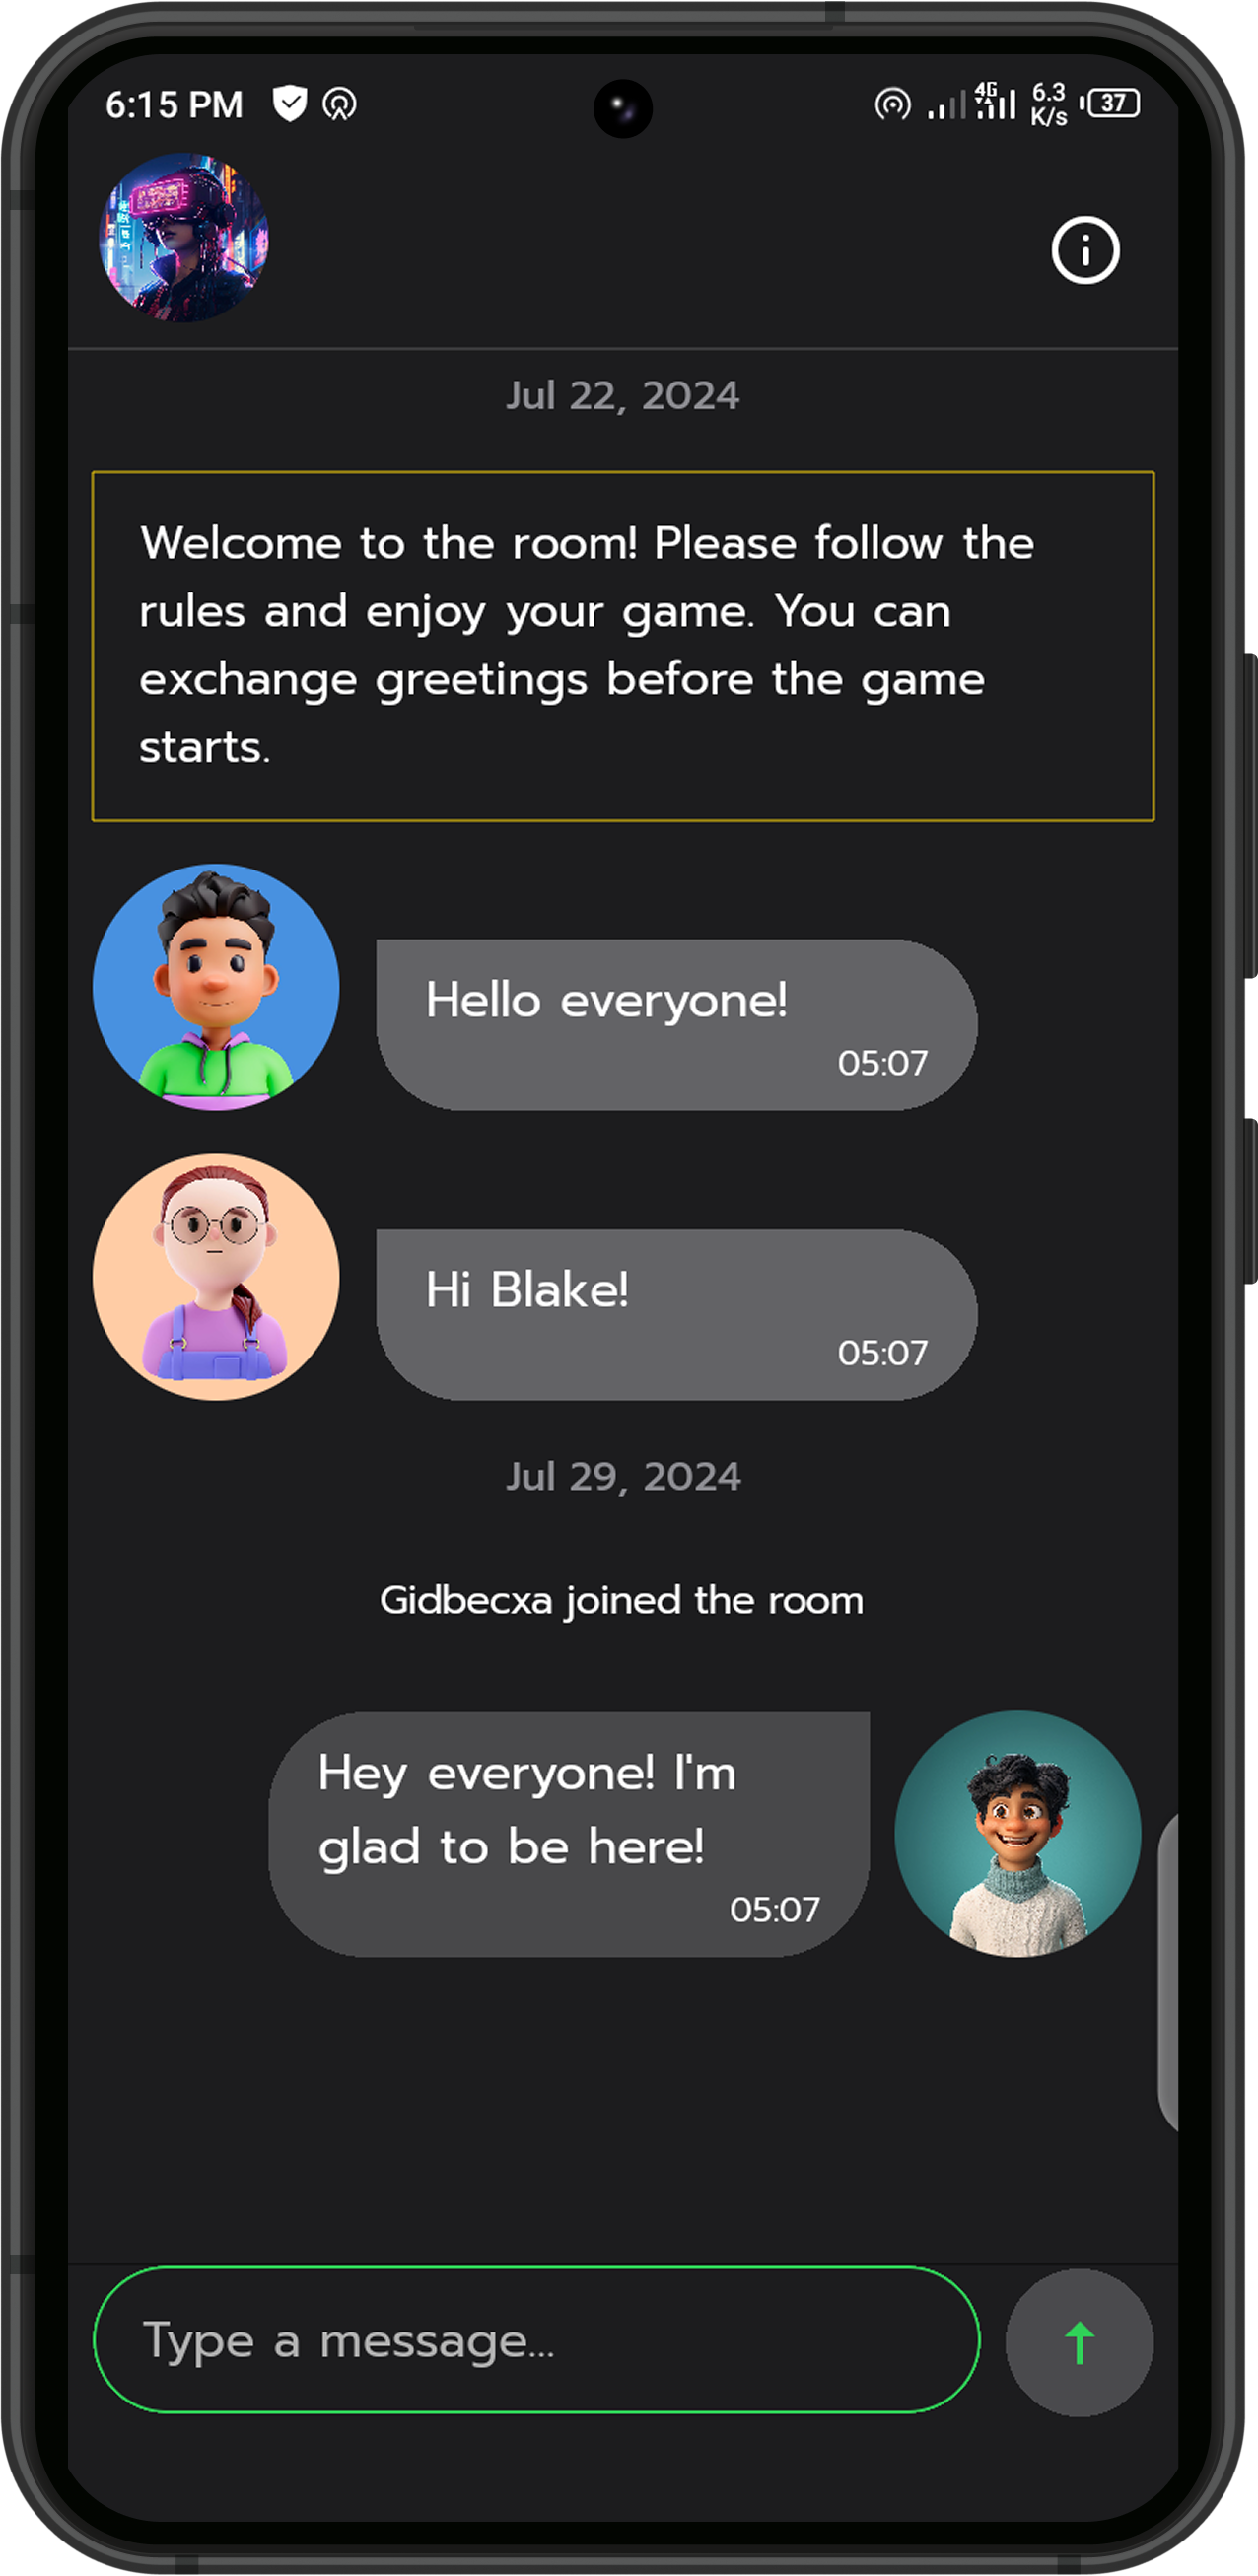 6:15 PM
4G
6.3
K/s
37
Jul 22, 2024
Welcome to the room! Please follow the
rules and enjoy your game. You can
exchange greetings before the game
starts.
Hello everyone!
05:07
Hi Blake!
05:07
Jul 29, 2024
Gidbecxa joined the room
Hey everyone! I'm
glad to be here!
05:07
Type a message...